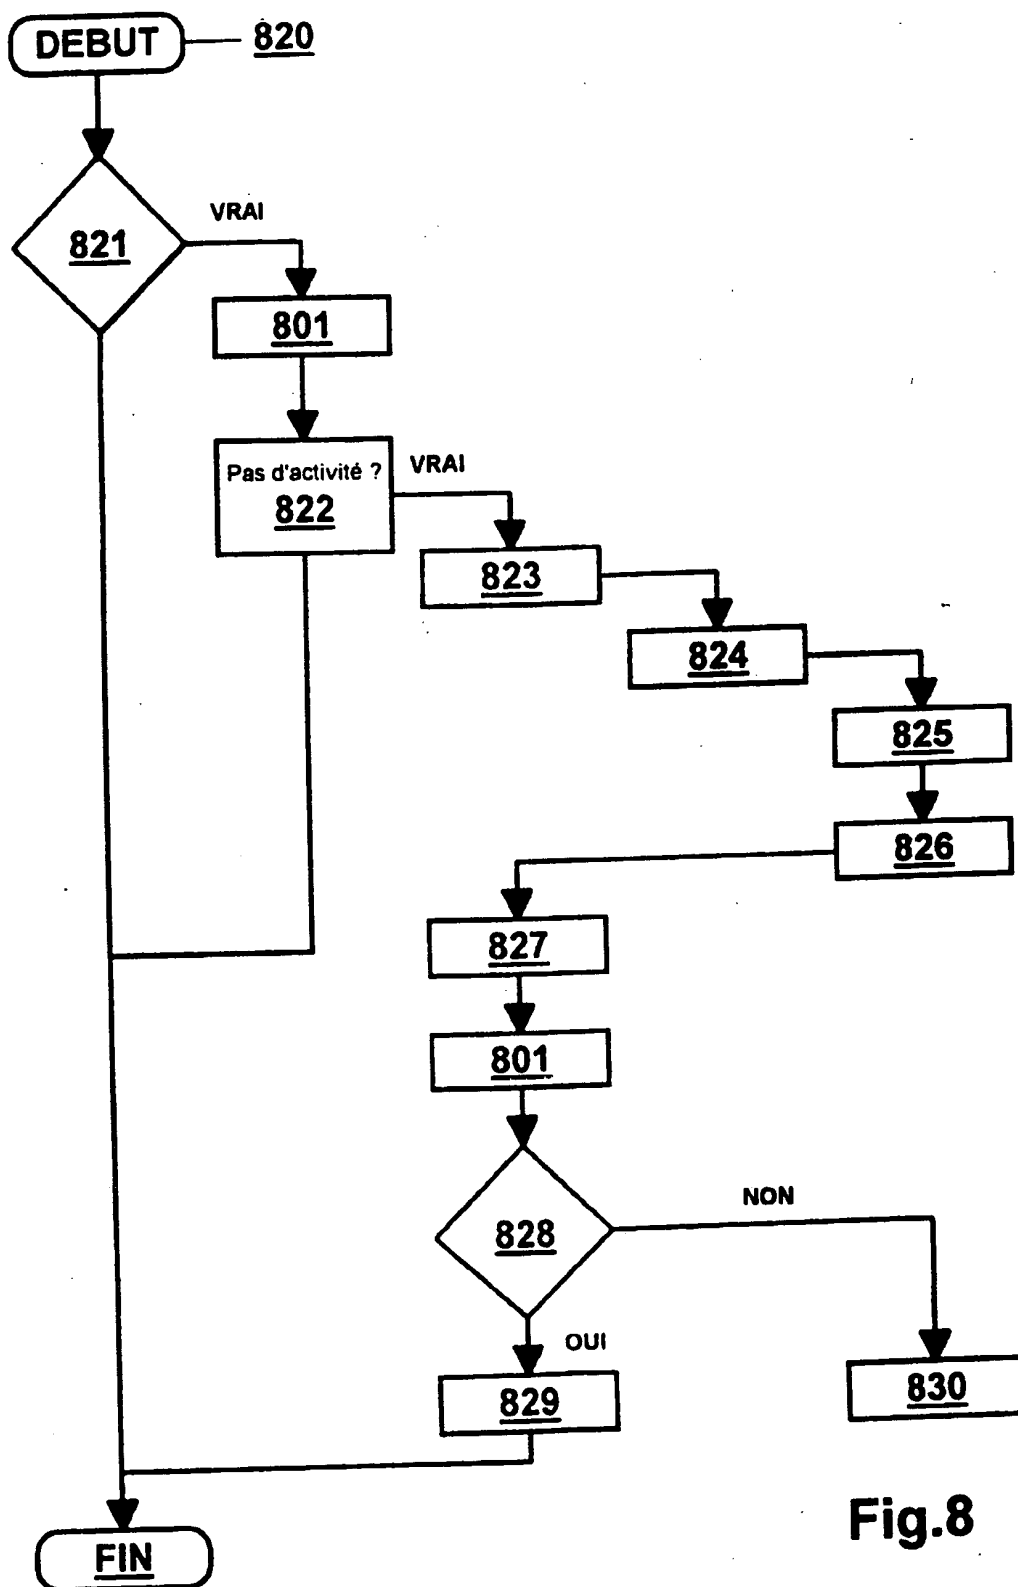 DEBUT
820
VRAI
821
801
Pas d'activité ?
822
VRAI
823
824
825
826
827
801
828
NON
OUI
829
830
Fig.8
FIN